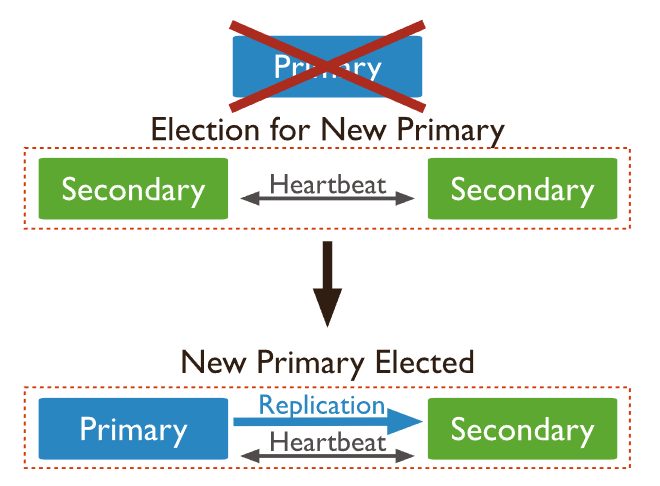 Primary
Election for New Primary
Secondary
Heartbeat
Secondary
New Primary Elected
Primary
Replication
Heartbeat
Secondary